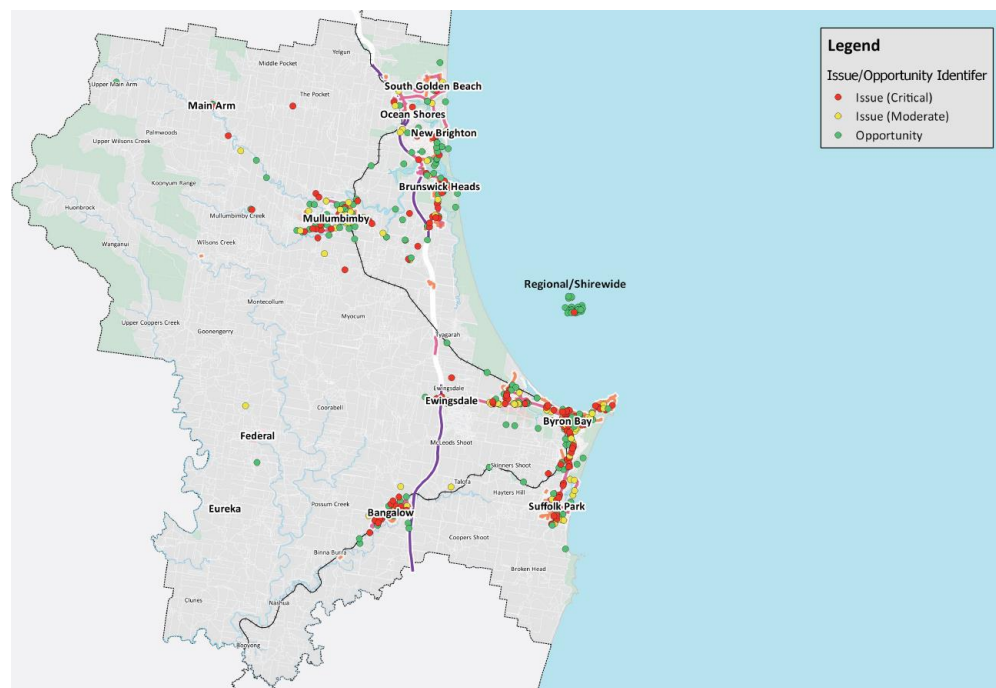 Legend
Issue/Opportunity Identifer
Issue (Critical)
Issue (Moderate)
Opportunity
Yelgun
Middle Pocket
Upper Main Arm
South Golden Beach
The Pocket
Main Arm
Ocean Shores
Palmwoods
New Brighton
Upper Wilsons Creek
Koonyum Range
Brunswick Heads
Huonbrock
Mullumbimby Creek
Mullumbimby
Wilsons Creek
Wanganui
Regional/Shirewide
Montecollum
Myocum
Upper Coppers Creek
Goonengerry
Tyagarah
Ewingsdale
Ewingsdale
Coorabell
Byron Bay
Federal
McLeods Shoot
Skinners Shoot
Talofa
Hayters Hill
Possum Creek
Eureka
Bangalow
Suffolk Park
Coopers Shoot
Binna Burra
Broken Head
Clunes
Nashua
Booyong